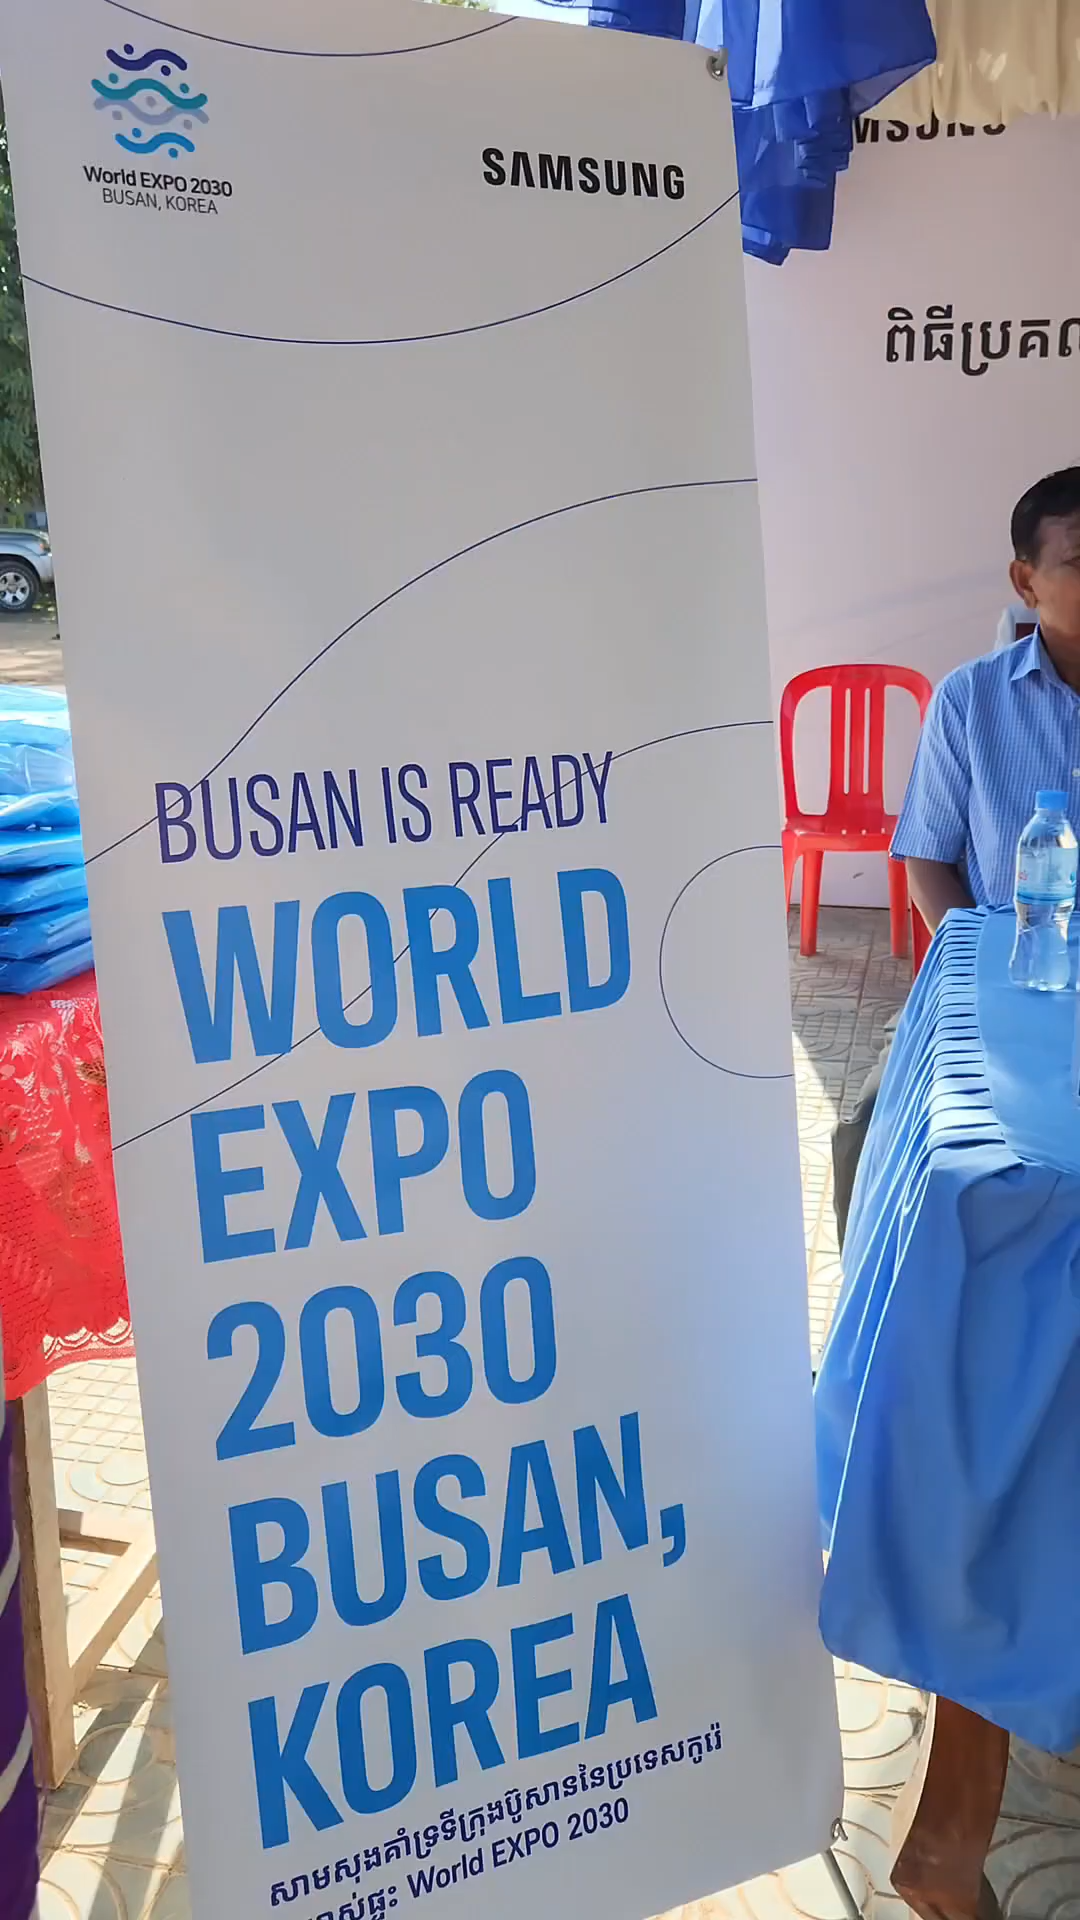 World EXPO 2030
BUSAN, KOREA
SAMSUNG
ពិធីប្រគល
BUSAN IS READY
WORLD
EXPO
2030
BUSAN,
KOREA
សាមសុងគាំទ្រទីក្រុងប៊ូសាននៃប្រទេសកូរ៉េ
World EXPO 2030